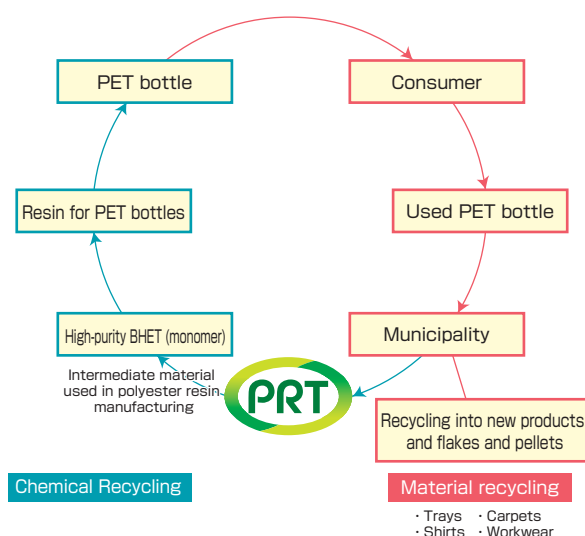 PET bottle
Consumer
Resin for PET bottles
Used PET bottle
High-purity BHET (monomer)
Municipality
Intermediate material
used in polyester resin
manufacturing
PRT
Recycling into new products
and flakes and pellets
Chemical Recycling
Material recycling
・Trays ・Carpets
・Shirts ・Workwear